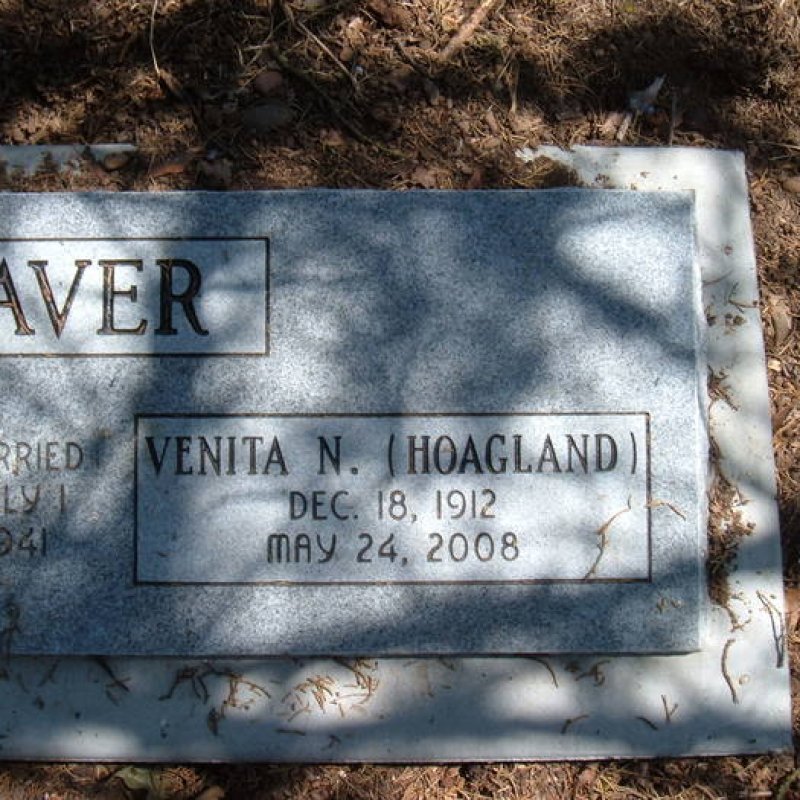 AVER
RRIED
LY 1
941
VENITA N. (HOAGLAND)
DEC. 18, 1912
MAY 24, 2008